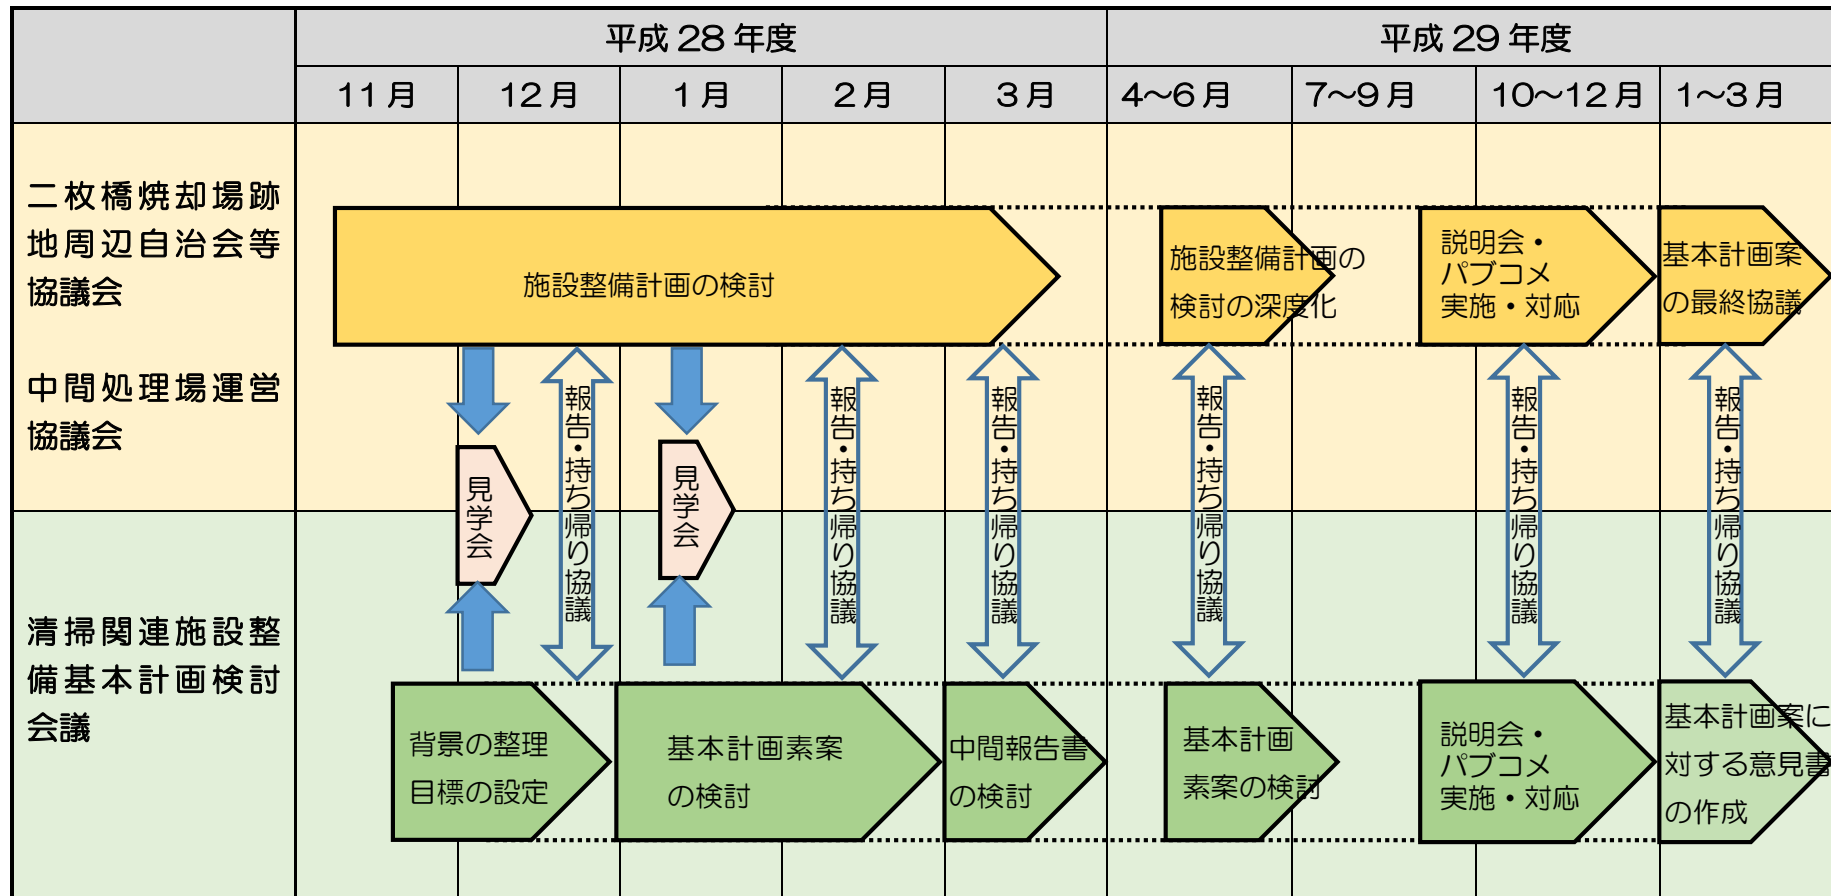 平成 28 年度
平成 29 年度
11 月
12 月
1 月
2 月
3 月
4～6 月
7～9 月
10～12 月
1～3 月
二枚橋焼却場跡
地周辺自治会等
協議会
中間処理場運営
協議会
施設整備計画の検討
施設整備計画の
検討の深度化
説明会・
パブコメ
実施・対応
基本計画案
の最終協議
見学会
報告・持ち帰り協議
見学会
報告・持ち帰り協議
報告・持ち帰り協議
報告・持ち帰り協議
報告・持ち帰り協議
報告・持ち帰り協議
清掃関連施設整
備基本計画検討
会議
背景の整理
目標の設定
基本計画素案
の検討
中間報告書
の検討
基本計画
素案の検討
説明会・
パブコメ
実施・対応
基本計画案に
対する意見書
の作成